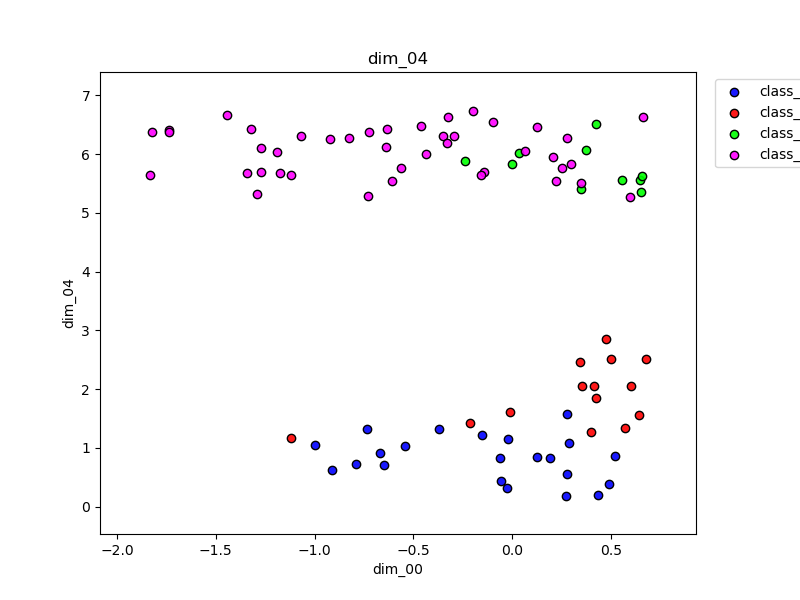 dim_04
7
6
5
4
3
2
1
0
dim_04
−2.0 −1.5 −1.0 −0.5 0.0 0.5
dim_00
class_
class_
class_
class_